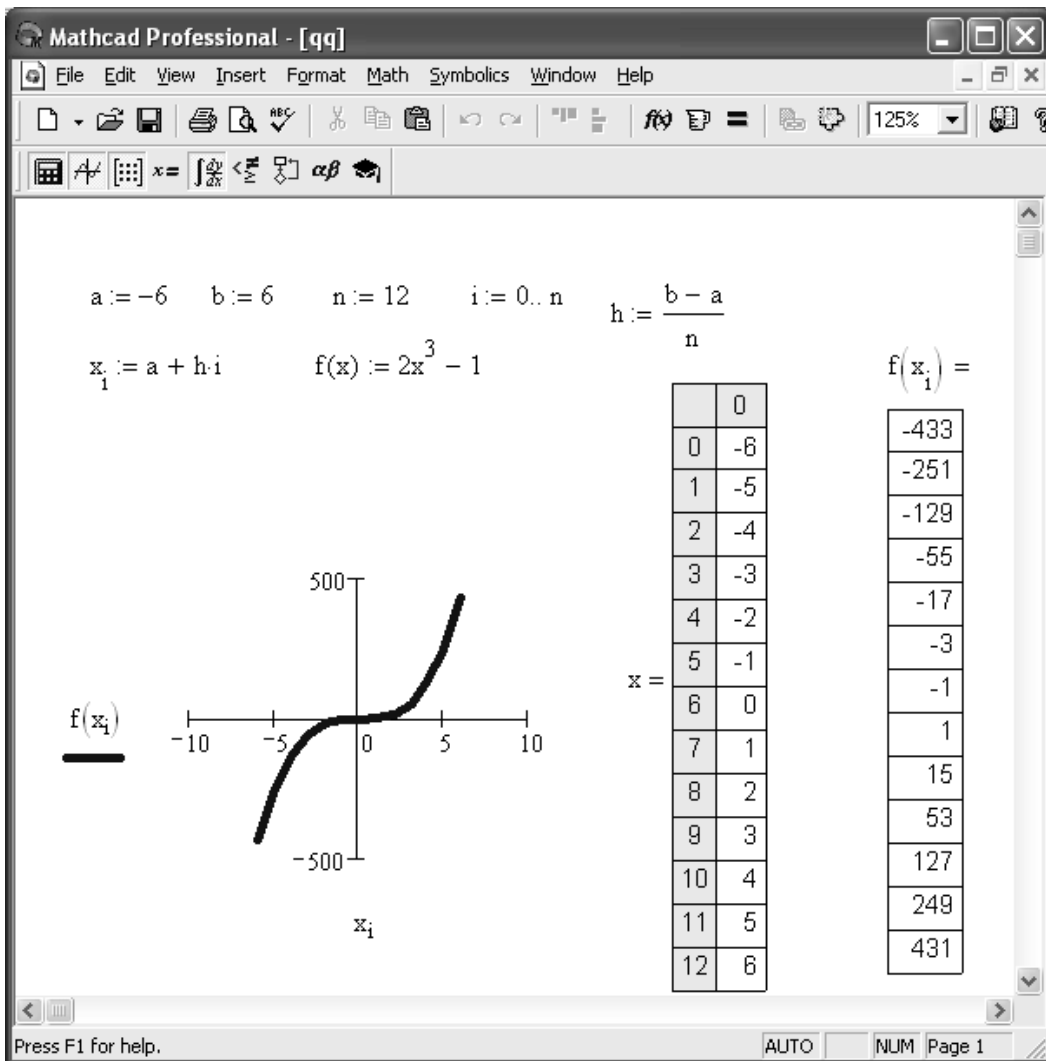 Mathcad Professional - [qq]
File Edit View Insert Format Math Symbolics Window Help
ABC f(x) = 125% ?
x= ∫ dy/dx <≠≥ αβ
a := −6 b := 6 n := 12 i := 0.. n h := (b − a)/n
x_i := a + h·i f(x) := 2x^3 − 1 f(x_i) =
0
0 -6 -433
1 -5 -251
2 -4 -129
3 -3 -55
4 -2 -17
x = 5 -1 -3
6 0 -1
7 1 1
8 2 15
9 3 53
10 4 127
11 5 249
12 6 431
500
f(x_i) −10 −5 0 5 10
−500
x_i
Press F1 for help. AUTO NUM Page 1